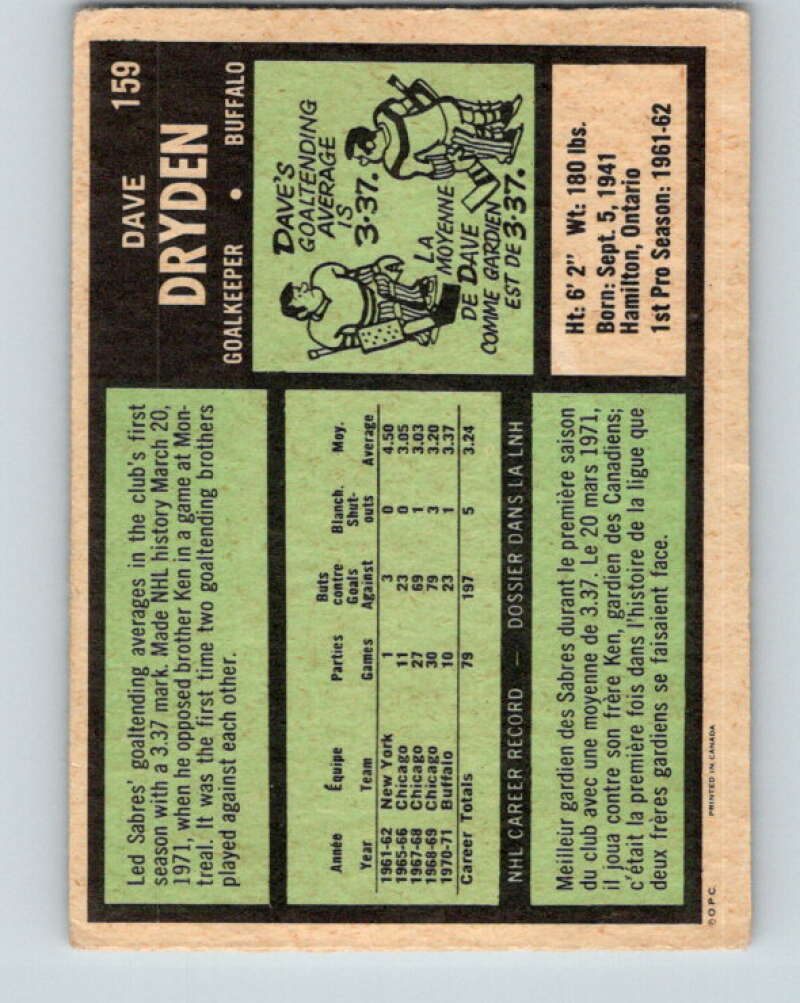 DAVE 159
DRYDEN
GOALKEEPER • BUFFALO
Led Sabres' goaltending averages in the club's first
season with a 3.37 mark. Made NHL history March 20,
1971, when he opposed brother Ken in a game at Mon-
treal. It was the first time two goaltending brothers
played against each other.
DAVE'S
GOALTENDING
AVERAGE
IS
3.37.
LA
MOYENNE
DE DAVE
COMME GARDIEN
EST DE 3.37.
Année Équipe Parties Buts contre Blanch. Moy.
Year Team Games Goals Against Shut-outs Average
1961-62 New York 1 3 0 4.50
1965-66 Chicago 11 23 0 3.05
1967-68 Chicago 27 69 1 3.03
1968-69 Chicago 30 79 3 3.20
1970-71 Buffalo 10 23 1 3.37
Career Totals 79 197 5 3.24
NHL CAREER RECORD — DOSSIER DANS LA LNH
Ht: 6' 2" Wt: 180 lbs.
Born: Sept. 5, 1941
Hamilton, Ontario
1st Pro Season: 1961-62
Meilleur gardien des Sabres durant le première saison
du club avec une moyenne de 3.37. Le 20 mars 1971,
il joua contre son frère Ken, gardien des Canadiens;
c'était la première fois dans l'histoire de la ligue que
deux frères gardiens se faisaient face.
© O.P.C. PRINTED IN CANADA